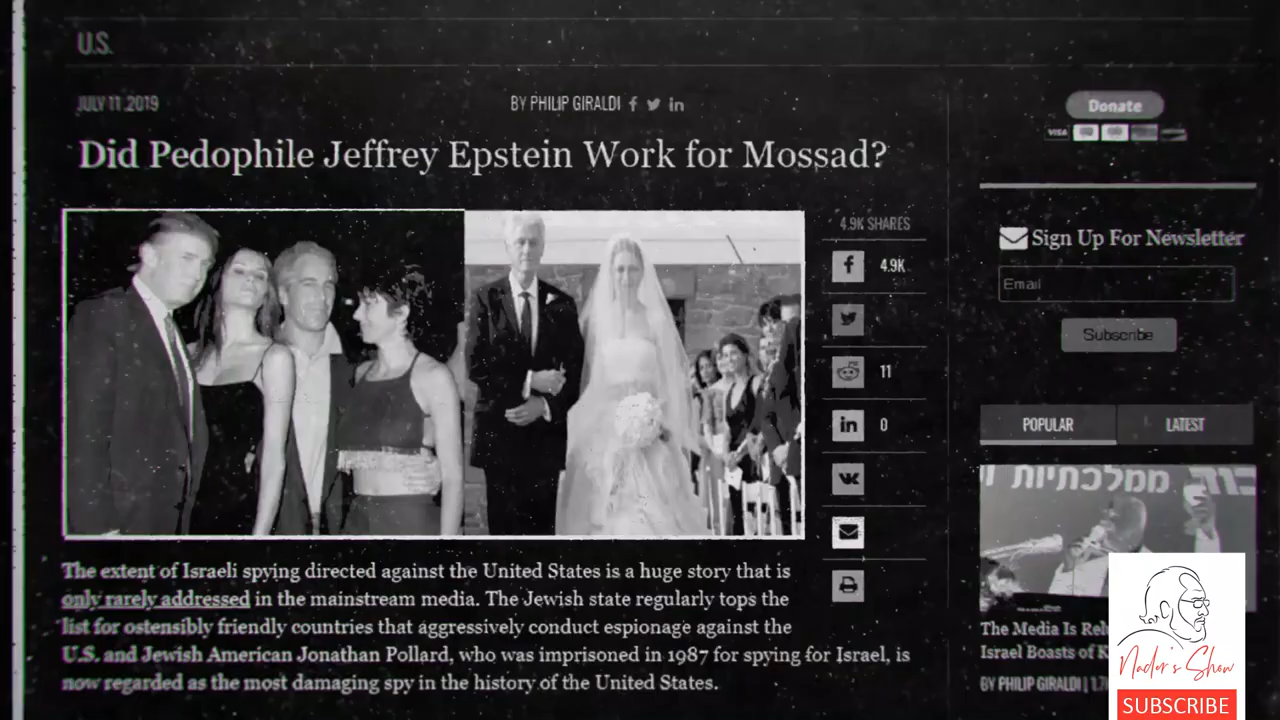 U.S.
JULY 11 2019
BY PHILIP GIRALDI
Did Pedophile Jeffrey Epstein Work for Mossad?
4.9K SHARES
4.9K
11
0
The extent of Israeli spying directed against the United States is a huge story that is
only rarely addressed in the mainstream media. The Jewish state regularly tops the
list for ostensibly friendly countries that aggressively conduct espionage against the
U.S. and Jewish American Jonathan Pollard, who was imprisoned in 1987 for spying for Israel, is
now regarded as the most damaging spy in the history of the United States.
Donate
VISA
Sign Up For Newsletter
Email
Subscribe
POPULAR
LATEST
ממלכתיות
The Media Is
Israel Boasts of
BY PHILIP GIRALDI
Nader's Show
SUBSCRIBE